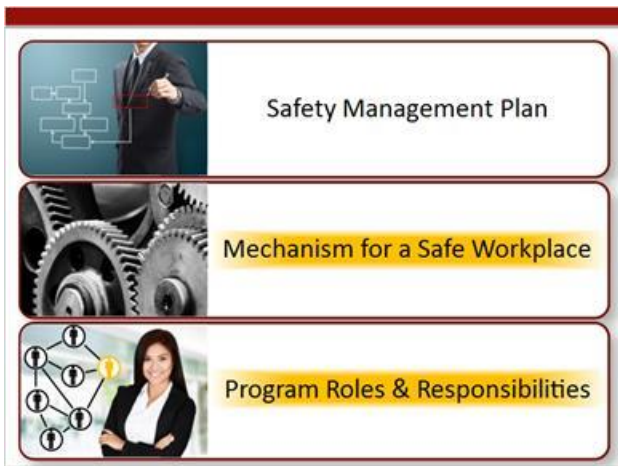 Safety Management Plan
Mechanism for a Safe Workplace
Program Roles & Responsibilities